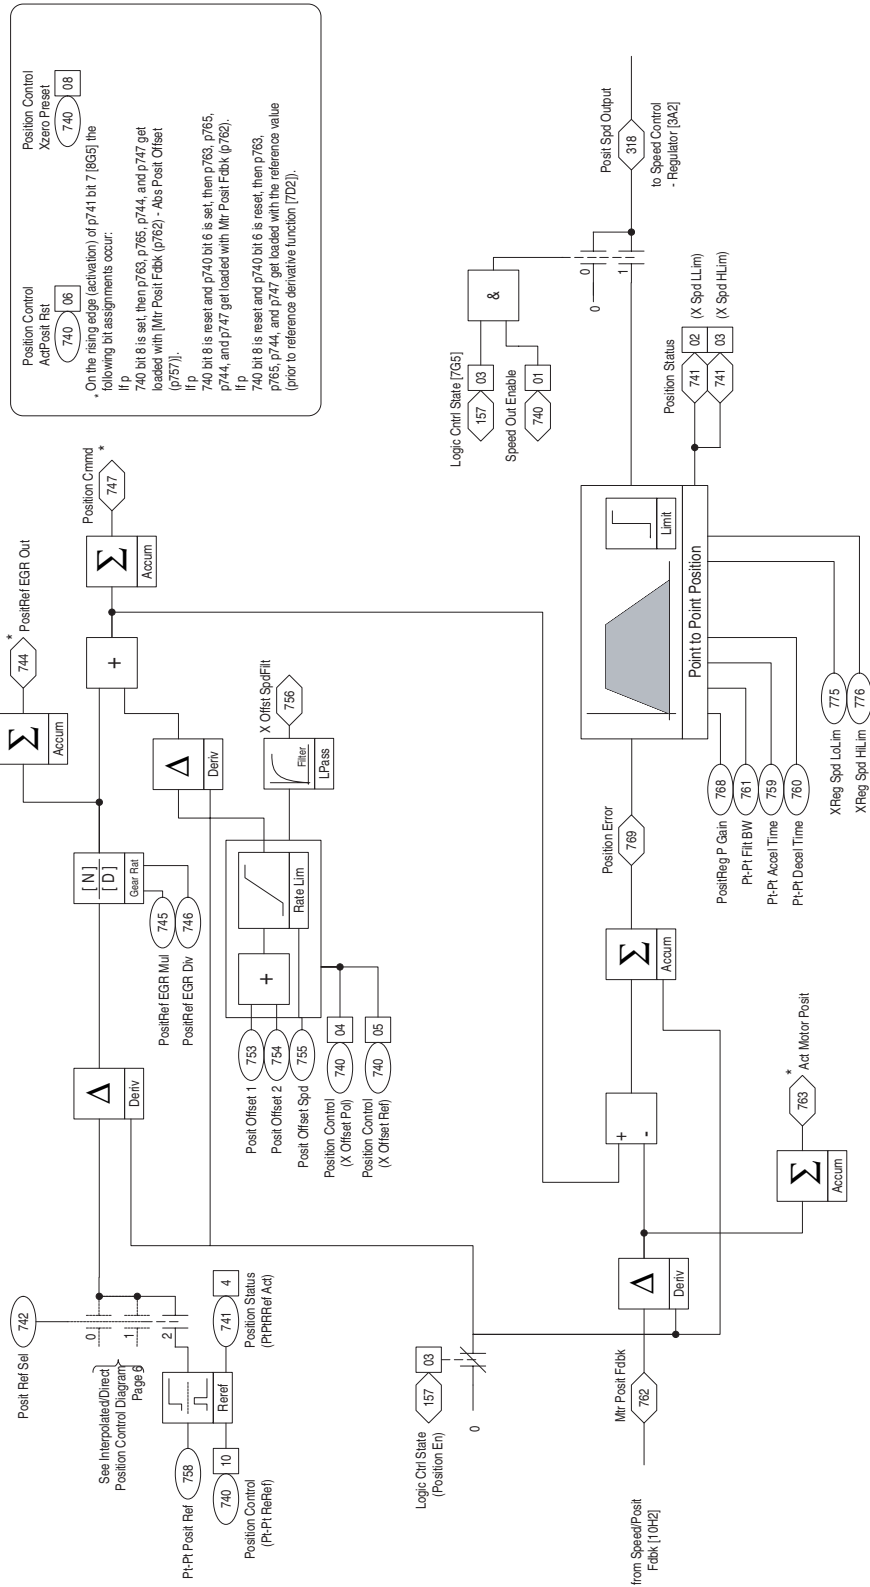 Posit Ref Sel
742
0
1
2
See Interpolated/Direct
Position Control Diagram
Page 6
Pt-Pt Posit Ref
758
Reref
740
10
Position Control
(Pt-Pt ReRef)
741
4
Position Status
(PtPtRRef Act)
Δ
Deriv
[ N ]
[ D ]
Gear Rat
PositRef EGR Mul
745
PositRef EGR Div
746
Σ
Accum
744
*
PositRef EGR Out
+
Σ
Accum
Position Cmmd
747
*
Δ
Deriv
Posit Offset 1
753
Posit Offset 2
754
Posit Offset Spd
755
+
Rate Lim
Filter
LPass
X Offst SpdFilt
756
740
04
Position Control
(X Offset Pol)
740
05
Position Control
(X Offset Ref)
Position Control
ActPosit Rst
740
06
Position Control
Xzero Preset
740
08
* On the rising edge (activation) of p741 bit 7 [8G5] the
following bit assignments occur:
If p
740 bit 8 is set, then p763, p765, p744, and p747 get
loaded with [Mtr Posit Fdbk (p762) - Abs Posit Offset
(p757)].
If p
740 bit 8 is reset and p740 bit 6 is set, then p763, p765,
p744, and p747 get loaded with Mtr Posit Fdbk (p762).
If p
740 bit 8 is reset and p740 bit 6 is reset, then p763,
p765, p744, and p747 get loaded with the reference value
(prior to reference derivative function [7D2]).
Logic Ctrl State
(Position En)
157
03
0
from Speed/Posit
Fdbk [10H2]
Mtr Posit Fdbk
762
Δ
Deriv
Σ
Accum
763
*
Act Motor Posit
+
-
Σ
Accum
Position Error
769
Point to Point Position
Limit
PositReg P Gain
768
Pt-Pt Filt BW
761
Pt-Pt Accel Time
759
Pt-Pt Decel Time
760
XReg Spd LoLim
775
XReg Spd HiLim
776
Position Status
741
02
(X Spd LLim)
741
03
(X Spd HLim)
Logic Cntrl State [7G5]
157
03
Speed Out Enable
740
01
&
0
0
1
Posit Spd Output
318
to Speed Control
- Regulator [3A2]